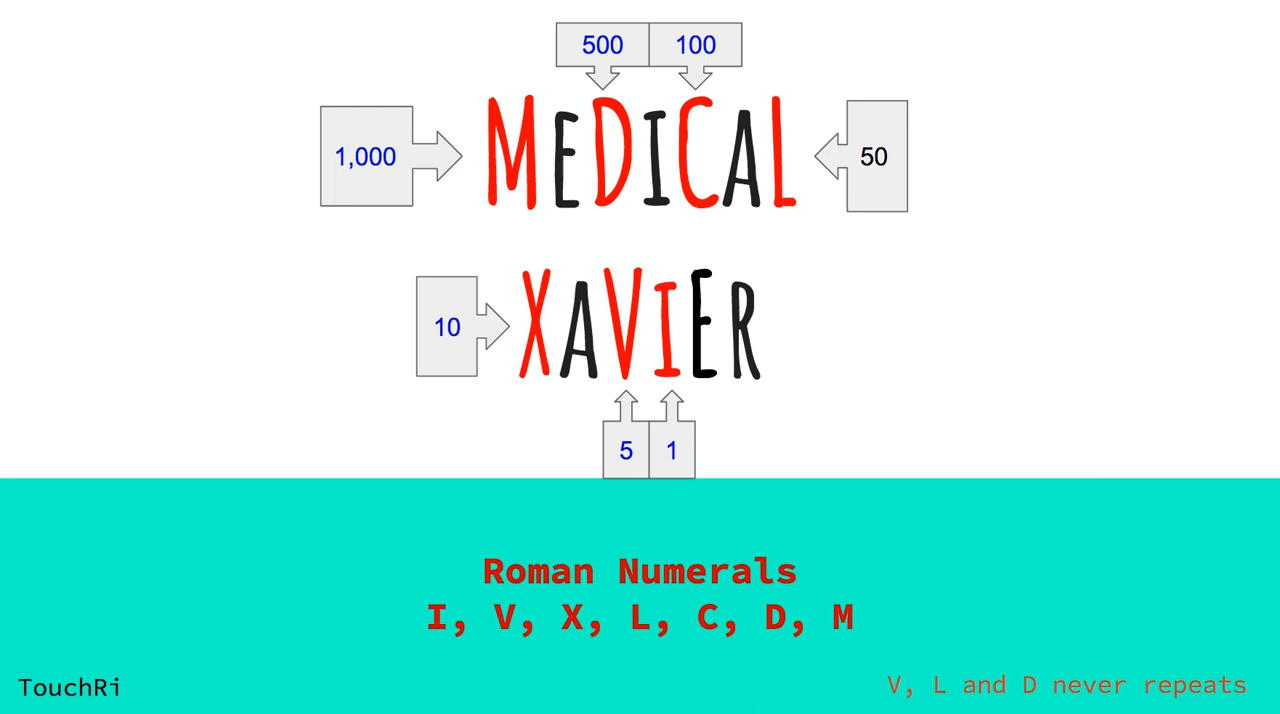 500 100
MEDICAL
1,000
50
XAVIER
10
5 1
Roman Numerals
I, V, X, L, C, D, M
TouchRi
V, L and D never repeats